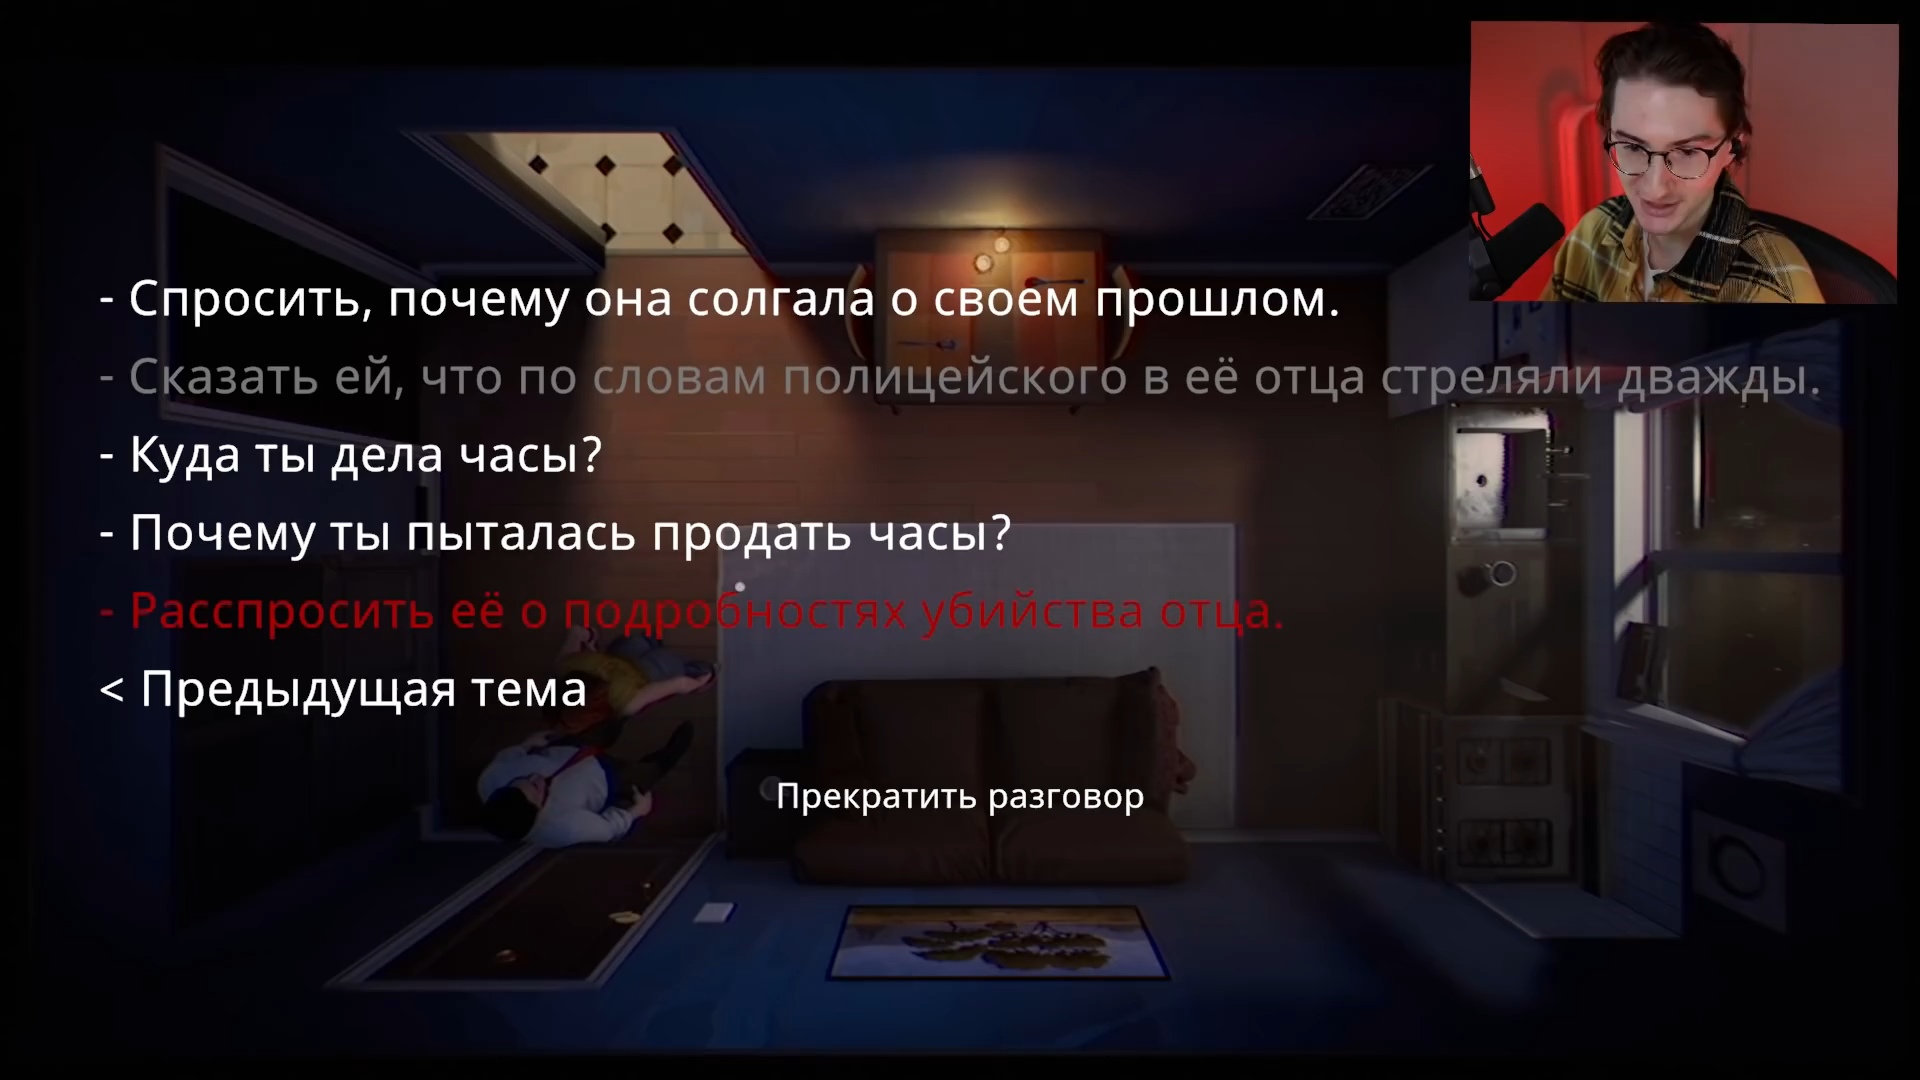 - Спросить, почему она солгала о своем прошлом.
- Сказать ей, что по словам полицейского в её отца стреляли дважды.
- Куда ты дела часы?
- Почему ты пыталась продать часы?
- Расспросить её о подробностях убийства отца.
< Предыдущая тема
Прекратить разговор